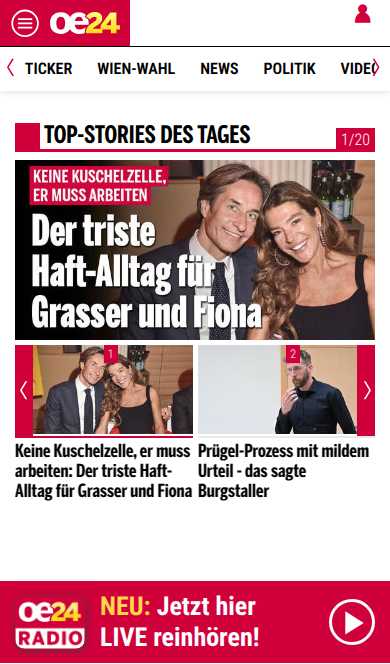 oe24
TICKER WIEN-WAHL NEWS POLITIK VIDE
TOP-STORIES DES TAGES
1/20
KEINE KUSCHELZELLE,
ER MUSS ARBEITEN
Der triste
Haft-Alltag für
Grasser und Fiona
1
2
Keine Kuschelzelle, er muss
arbeiten: Der triste Haft-
Alltag für Grasser und Fiona
Prügel-Prozess mit mildem
Urteil - das sagte
Burgstaller
oe24
RADIO
NEU: Jetzt hier
LIVE reinhören!